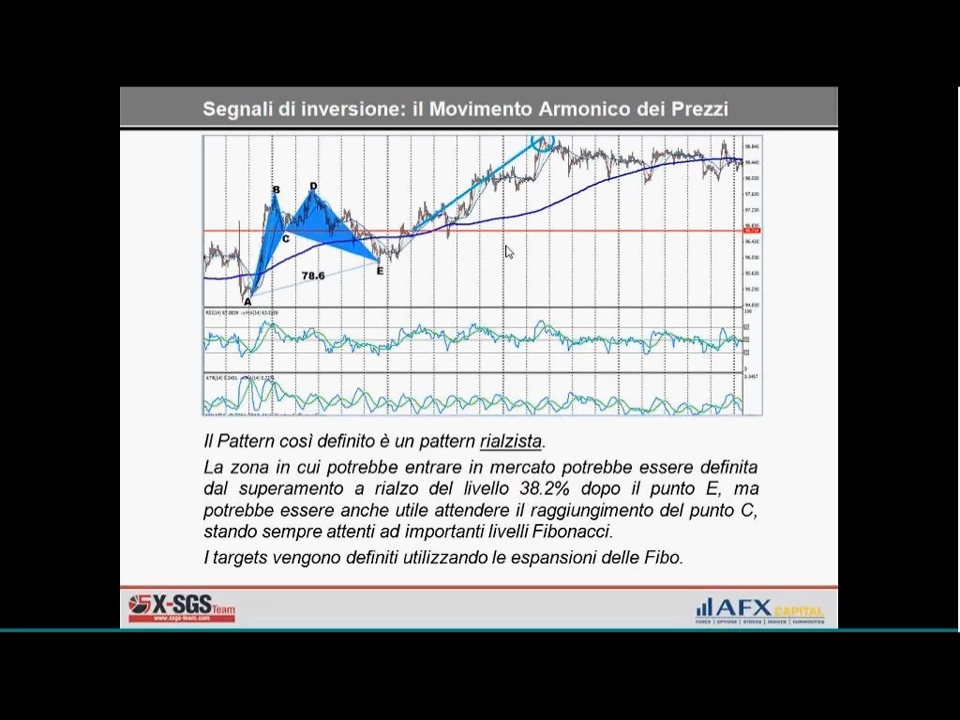 Segnali di inversione: il Movimento Armonico dei Prezzi
B
D
C
E
78.6
A
Il Pattern così definito è un pattern rialzista.
La zona in cui potrebbe entrare in mercato potrebbe essere definita
dal superamento a rialzo del livello 38.2% dopo il punto E, ma
potrebbe essere anche utile attendere il raggiungimento del punto C,
stando sempre attenti ad importanti livelli Fibonacci.
I targets vengono definiti utilizzando le espansioni delle Fibo.
X-SGS Team
AFX CAPITAL